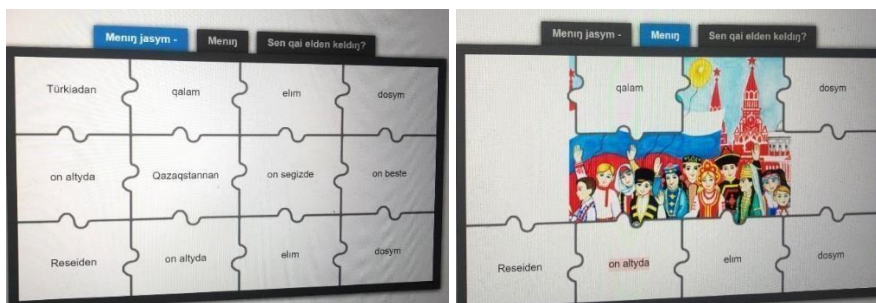 Menıŋ jasym - Menıŋ Sen qai elden keldıŋ?
Türkiadan qalam elım dosym
on altyda Qazaqstannan on segizde on beste
Reseiden on altyda elım dosym
Menıŋ jasym - Menıŋ Sen qai elden keldıŋ?
qalam dosym
Reseiden on altyda elım dosym